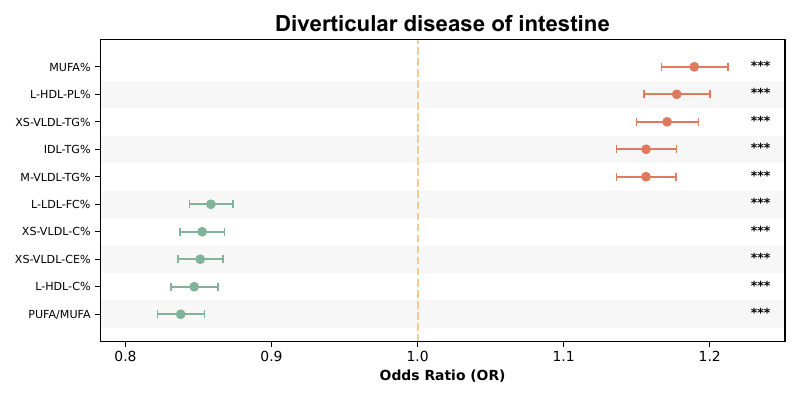 Diverticular disease of intestine
MUFA% ***
L-HDL-PL% ***
XS-VLDL-TG% ***
IDL-TG% ***
M-VLDL-TG% ***
L-LDL-FC% ***
XS-VLDL-C% ***
XS-VLDL-CE% ***
L-HDL-C% ***
PUFA/MUFA ***
0.8 0.9 1.0 1.1 1.2
Odds Ratio (OR)